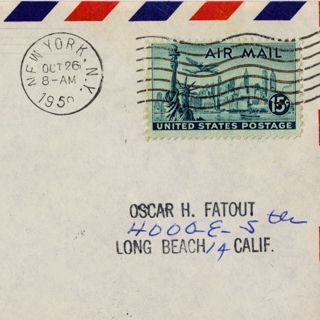 NEW YORK, N.Y.
OCT 26
8-AM
1950
AIR MAIL
15¢
UNITED STATES POSTAGE
OSCAR H. FATOUT
4000 E - 5th
LONG BEACH 14 CALIF.